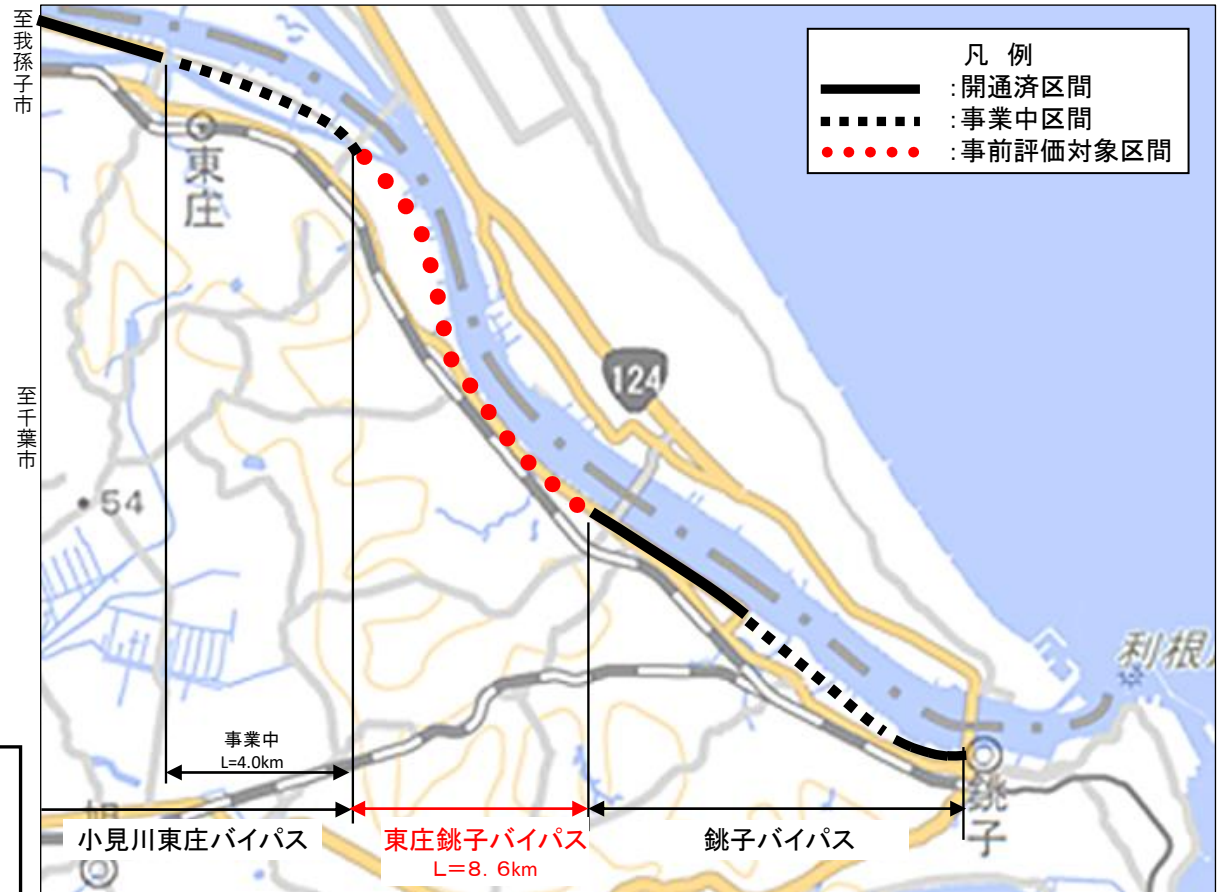 至我孫子市
至千葉市
凡 例
:開通済区間
:事業中区間
:事前評価対象区間
東庄
124
54
利根
事業中
L=4.0km
銚子
小見川東庄バイパス
東庄銚子バイパス
L=8.6km
銚子バイパス